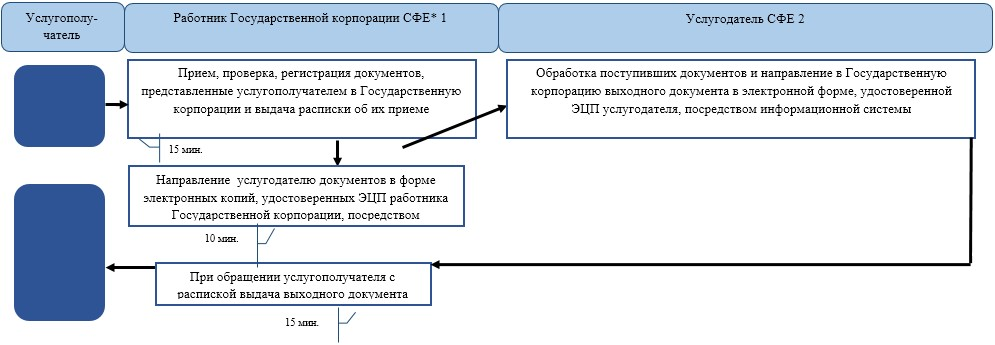 Услугополу-
чатель
Работник Государственной корпорации СФЕ* 1
Услугодатель СФЕ 2
Прием, проверка, регистрация документов,
представленные услугополучателем в Государственную
корпорации и выдача расписки об их приеме
15 мин.
Обработка поступивших документов и направление в Государственную
корпорацию выходного документа в электронной форме, удостоверенной
ЭЦП услугодателя, посредством информационной системы
Направление услугодателю документов в форме
электронных копий, удостоверенных ЭЦП работника
Государственной корпорации, посредством
10 мин.
При обращении услугополучателя с
распиской выдача выходного документа
15 мин.